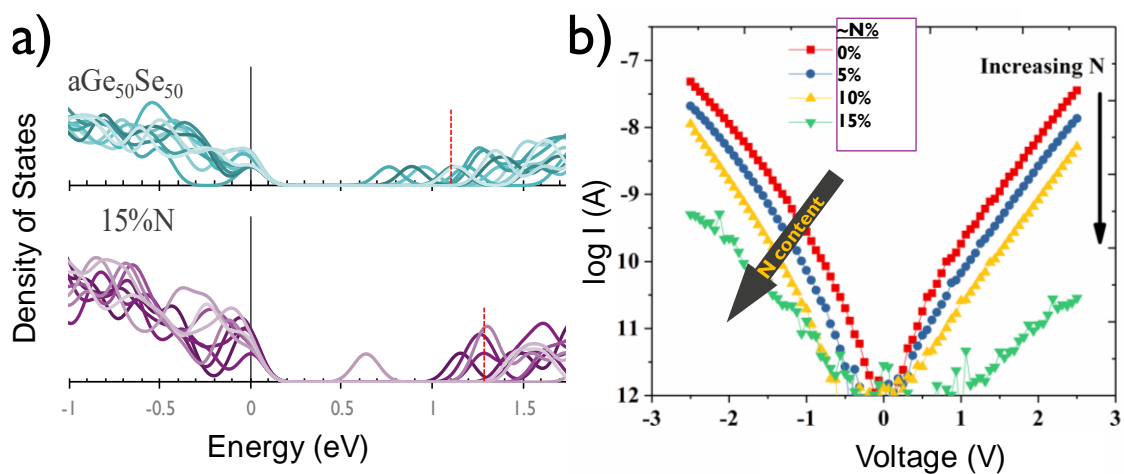 a)
aGe₅₀Se₅₀
15%N
Density of States
-1
-0.5
0
0.5
1
1.5
Energy (eV)
b)
~N%
0%
5%
10%
15%
Increasing N
N content
log I (A)
-7
-8
-9
10
11
12
-3
-2
-1
0
1
2
3
Voltage (V)